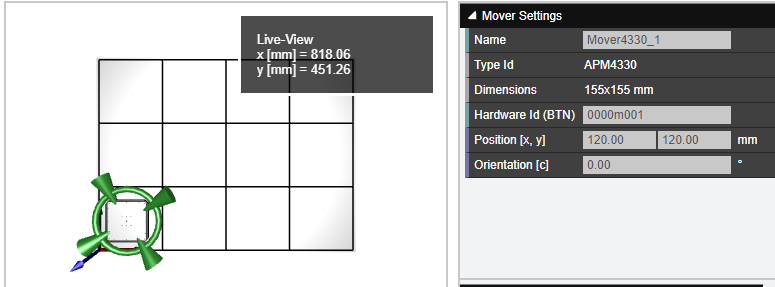 Live-View
x [mm] = 818.06
y [mm] = 451.26
Mover Settings
Name Mover4330_1
Type Id APM4330
Dimensions 155x155 mm
Hardware Id (BTN) 0000m001
Position [x, y] 120.00 120.00 mm
Orientation [c] 0.00 °